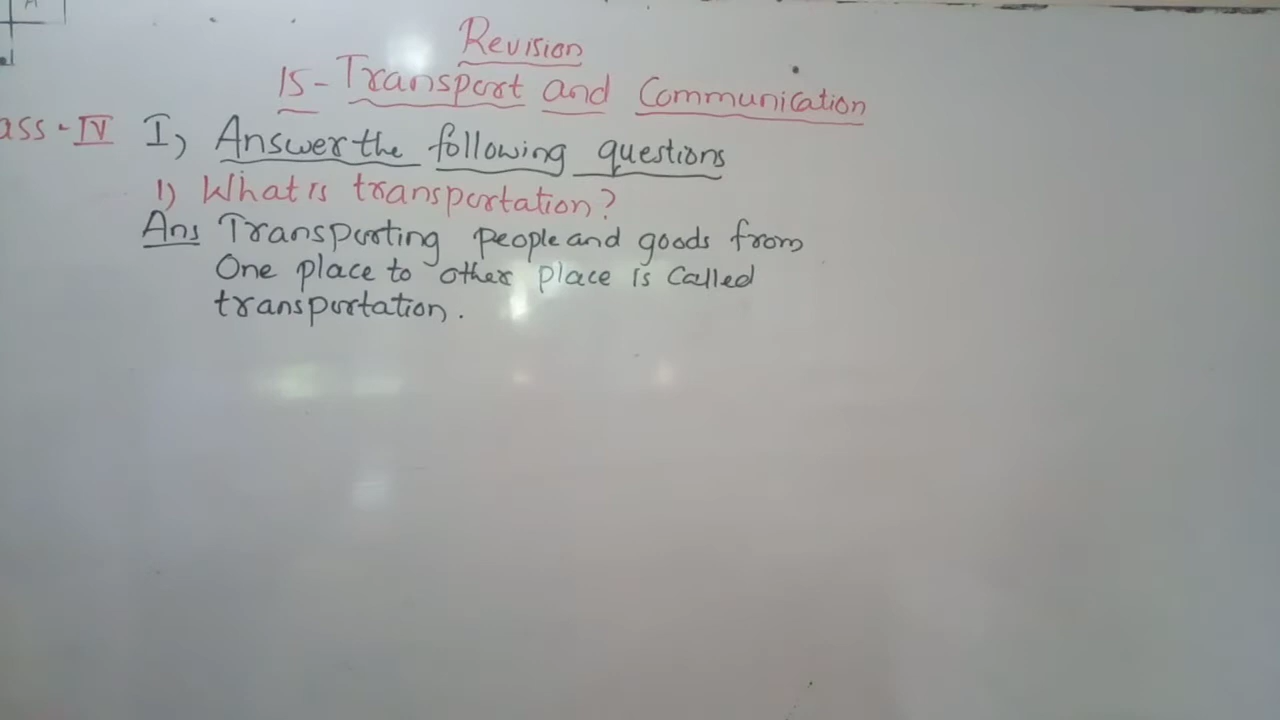 Revision
15-Transport and Communication
ass - IV I, Answer the following questions
1) What is transportation?
Ans Transporting people and goods from
One place to other place is Called
transportation.